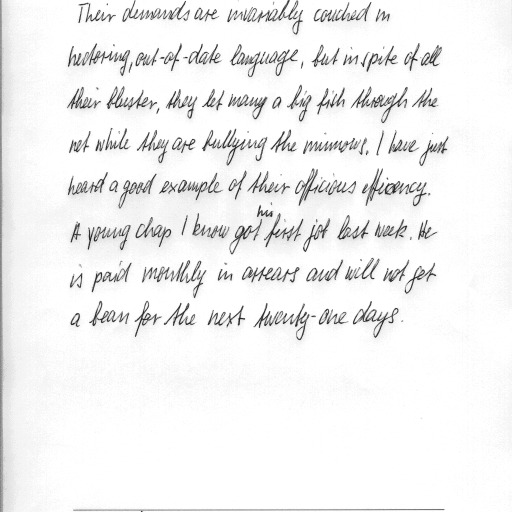 Their demands are invariably couched in
hectoring, out-of-date language, but in spite of all
their bluster, they let many a big fish through the
net while they are bullying the minnows. I have just
heard a good example of their officious efficiency.
A young chap I know got his first job last week. He
is paid monthly in arrears and will not get
a bean for the next twenty-one days.